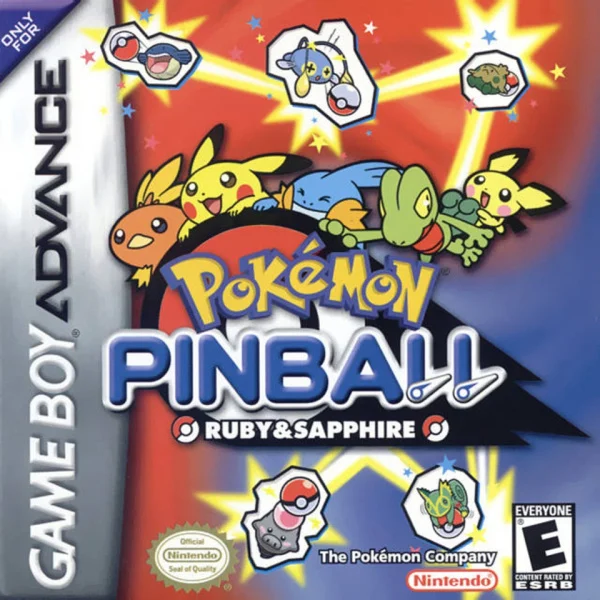 ONLY
FOR
GAME BOY ADVANCE
Pokémon
™
PINBALL
RUBY&SAPPHIRE
Official
Nintendo
Seal of Quality
The Pokémon Company
Nintendo
EVERYONE
E
CONTENT RATED BY
ESRB